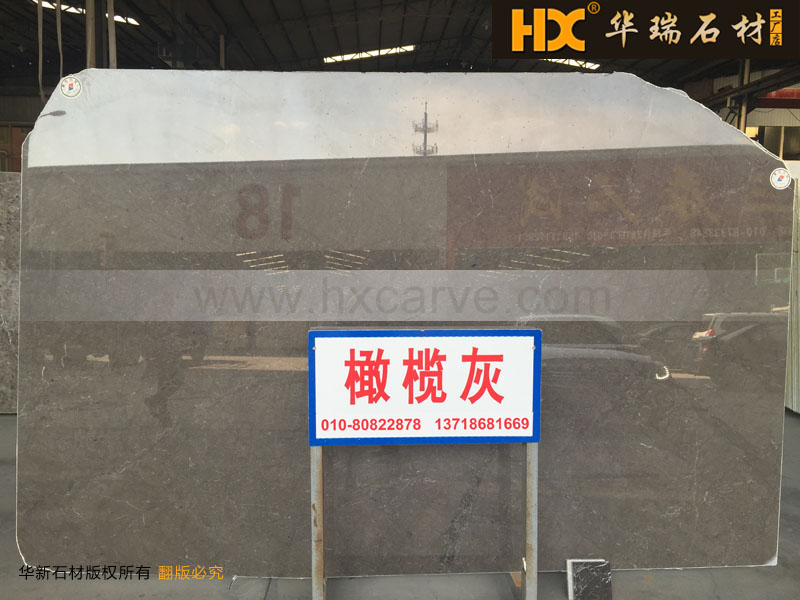 HX® 华瑞石材 工厂店
18
www.hxcarve.com
橄榄灰
010-80822878 13718681669
华新石材版权所有 翻版必究